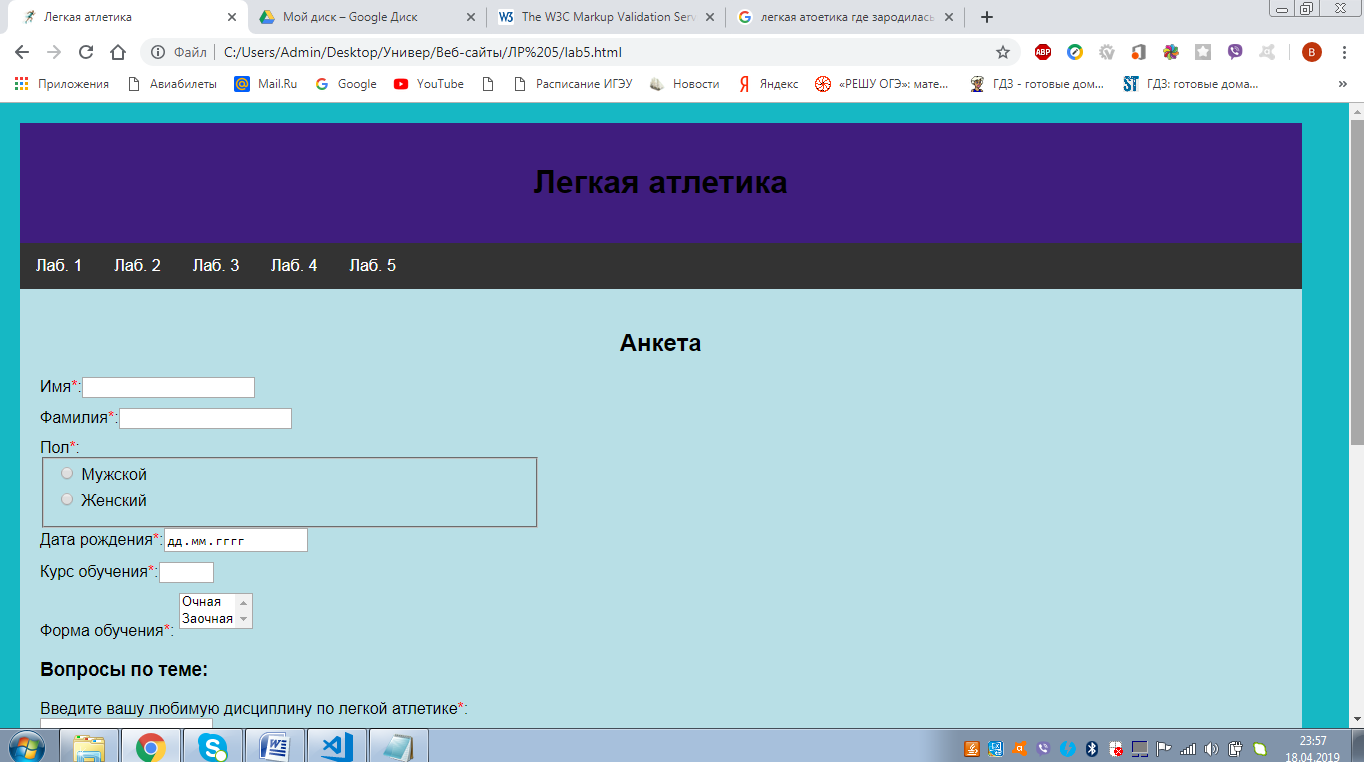 Легкая атлетика
Мой диск – Google Диск
The W3C Markup Validation Serv
легкая атоетика где зародилась
Файл
C:/Users/Admin/Desktop/Универ/Веб-сайты/ЛР%205/lab5.html
ABP
В
Приложения
Авиабилеты
Mail.Ru
Google
YouTube
Расписание ИГЭУ
Новости
Яндекс
«РЕШУ ОГЭ»: мате...
ГДЗ - готовые дом...
ГДЗ: готовые дома...
Легкая атлетика
Лаб. 1 Лаб. 2 Лаб. 3 Лаб. 4 Лаб. 5
Анкета
Имя*:
Фамилия*:
Пол*:
Мужской
Женский
Дата рождения*: дд.мм.гггг
Курс обучения*:
Очная
Заочная
Форма обучения*:
Вопросы по теме:
Введите вашу любимую дисциплину по легкой атлетике*:
23:57
18.04.2019